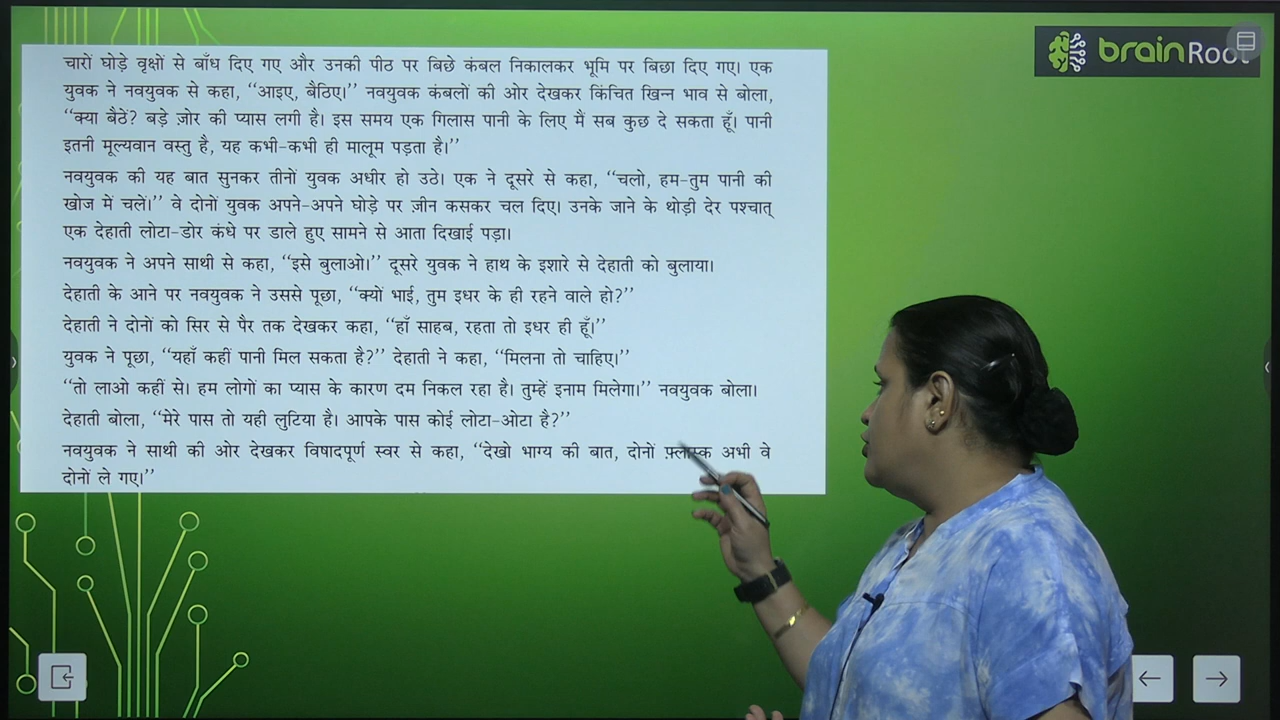 brainRoot
चारों घोड़े वृक्षों से बाँध दिए गए और उनकी पीठ पर बिछे कंबल निकालकर भूमि पर बिछा दिए गए। एक
युवक ने नवयुवक से कहा, ‘‘आइए, बैठिए।’’ नवयुवक कंबलों की ओर देखकर किंचित खिन्न भाव से बोला,
‘‘क्या बैठें? बड़े ज़ोर की प्यास लगी है। इस समय एक गिलास पानी के लिए मैं सब कुछ दे सकता हूँ। पानी
इतनी मूल्यवान वस्तु है, यह कभी-कभी ही मालूम पड़ता है।’’
नवयुवक की यह बात सुनकर तीनों युवक अधीर हो उठे। एक ने दूसरे से कहा, ‘‘चलो, हम-तुम पानी की
खोज में चलें।’’ वे दोनों युवक अपने-अपने घोड़े पर ज़ीन कसकर चल दिए। उनके जाने के थोड़ी देर पश्चात्
एक देहाती लोटा-डोर कंधे पर डाले हुए सामने से आता दिखाई पड़ा।
नवयुवक ने अपने साथी से कहा, ‘‘इसे बुलाओ।’’ दूसरे युवक ने हाथ के इशारे से देहाती को बुलाया।
देहाती के आने पर नवयुवक ने उससे पूछा, ‘‘क्यों भाई, तुम इधर के ही रहने वाले हो?’’
देहाती ने दोनों को सिर से पैर तक देखकर कहा, ‘‘हाँ साहब, रहता तो इधर ही हूँ।’’
युवक ने पूछा, ‘‘यहाँ कहीं पानी मिल सकता है?’’ देहाती ने कहा, ‘‘मिलना तो चाहिए।’’
‘‘तो लाओ कहीं से। हम लोगों का प्यास के कारण दम निकल रहा है। तुम्हें इनाम मिलेगा।’’ नवयुवक बोला।
देहाती बोला, ‘‘मेरे पास तो यही लुटिया है। आपके पास कोई लोटा-ओटा है?’’
नवयुवक ने साथी की ओर देखकर विषादपूर्ण स्वर से कहा, ‘‘देखो भाग्य की बात, दोनों फ़्लास्क अभी वे
दोनों ले गए।’’